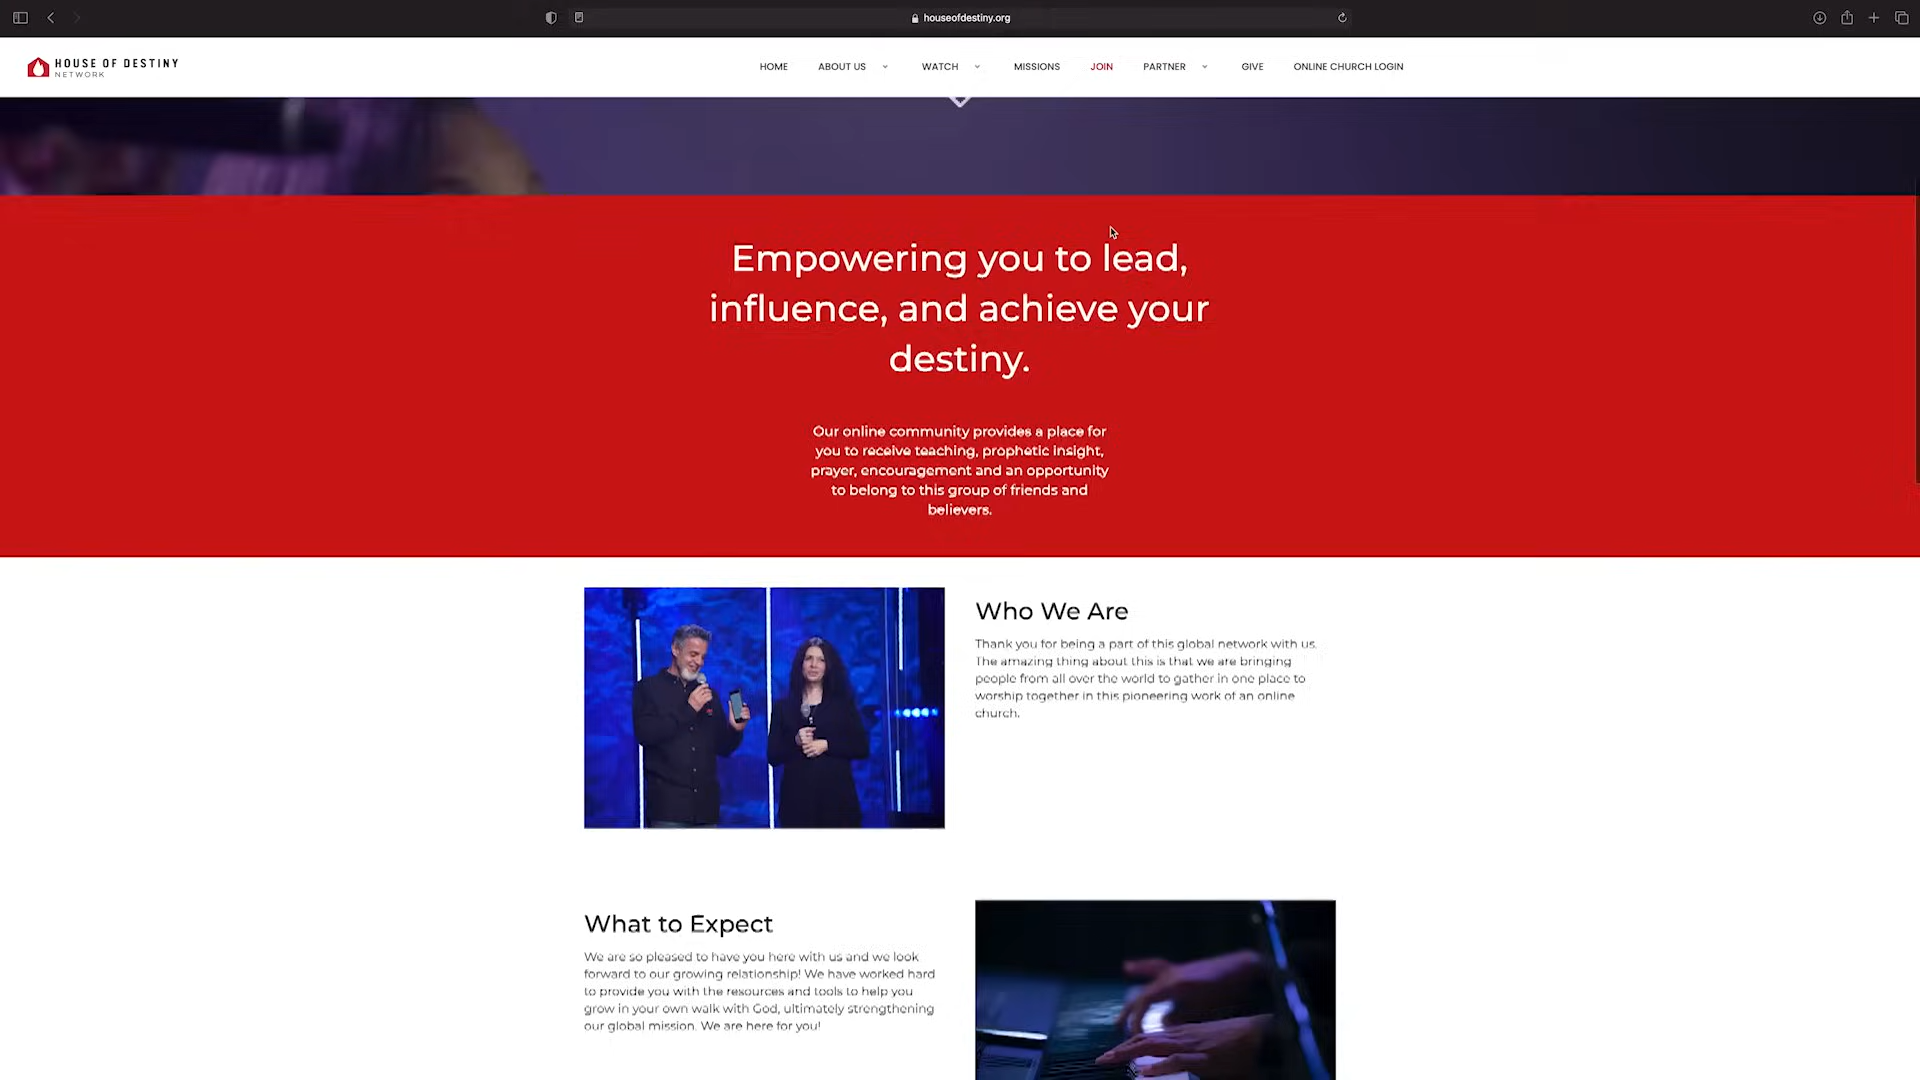 houseofdestiny.org
HOUSE OF DESTINY
NETWORK
HOME ABOUT US WATCH MISSIONS JOIN PARTNER GIVE ONLINE CHURCH LOGIN
Empowering you to lead,
influence, and achieve your
destiny.
Our online community provides a place for
you to receive teaching, prophetic insight,
prayer, encouragement and an opportunity
to belong to this group of friends and
believers.
Who We Are
Thank you for being a part of this global network with us.
The amazing thing about this is that we are bringing
people from all over the world to gather in one place to
worship together in this pioneering work of an online
church.
What to Expect
We are so pleased to have you here with us and we look
forward to our growing relationship! We have worked hard
to provide you with the resources and tools to help you
grow in your own walk with God, ultimately strengthening
our global mission. We are here for you!